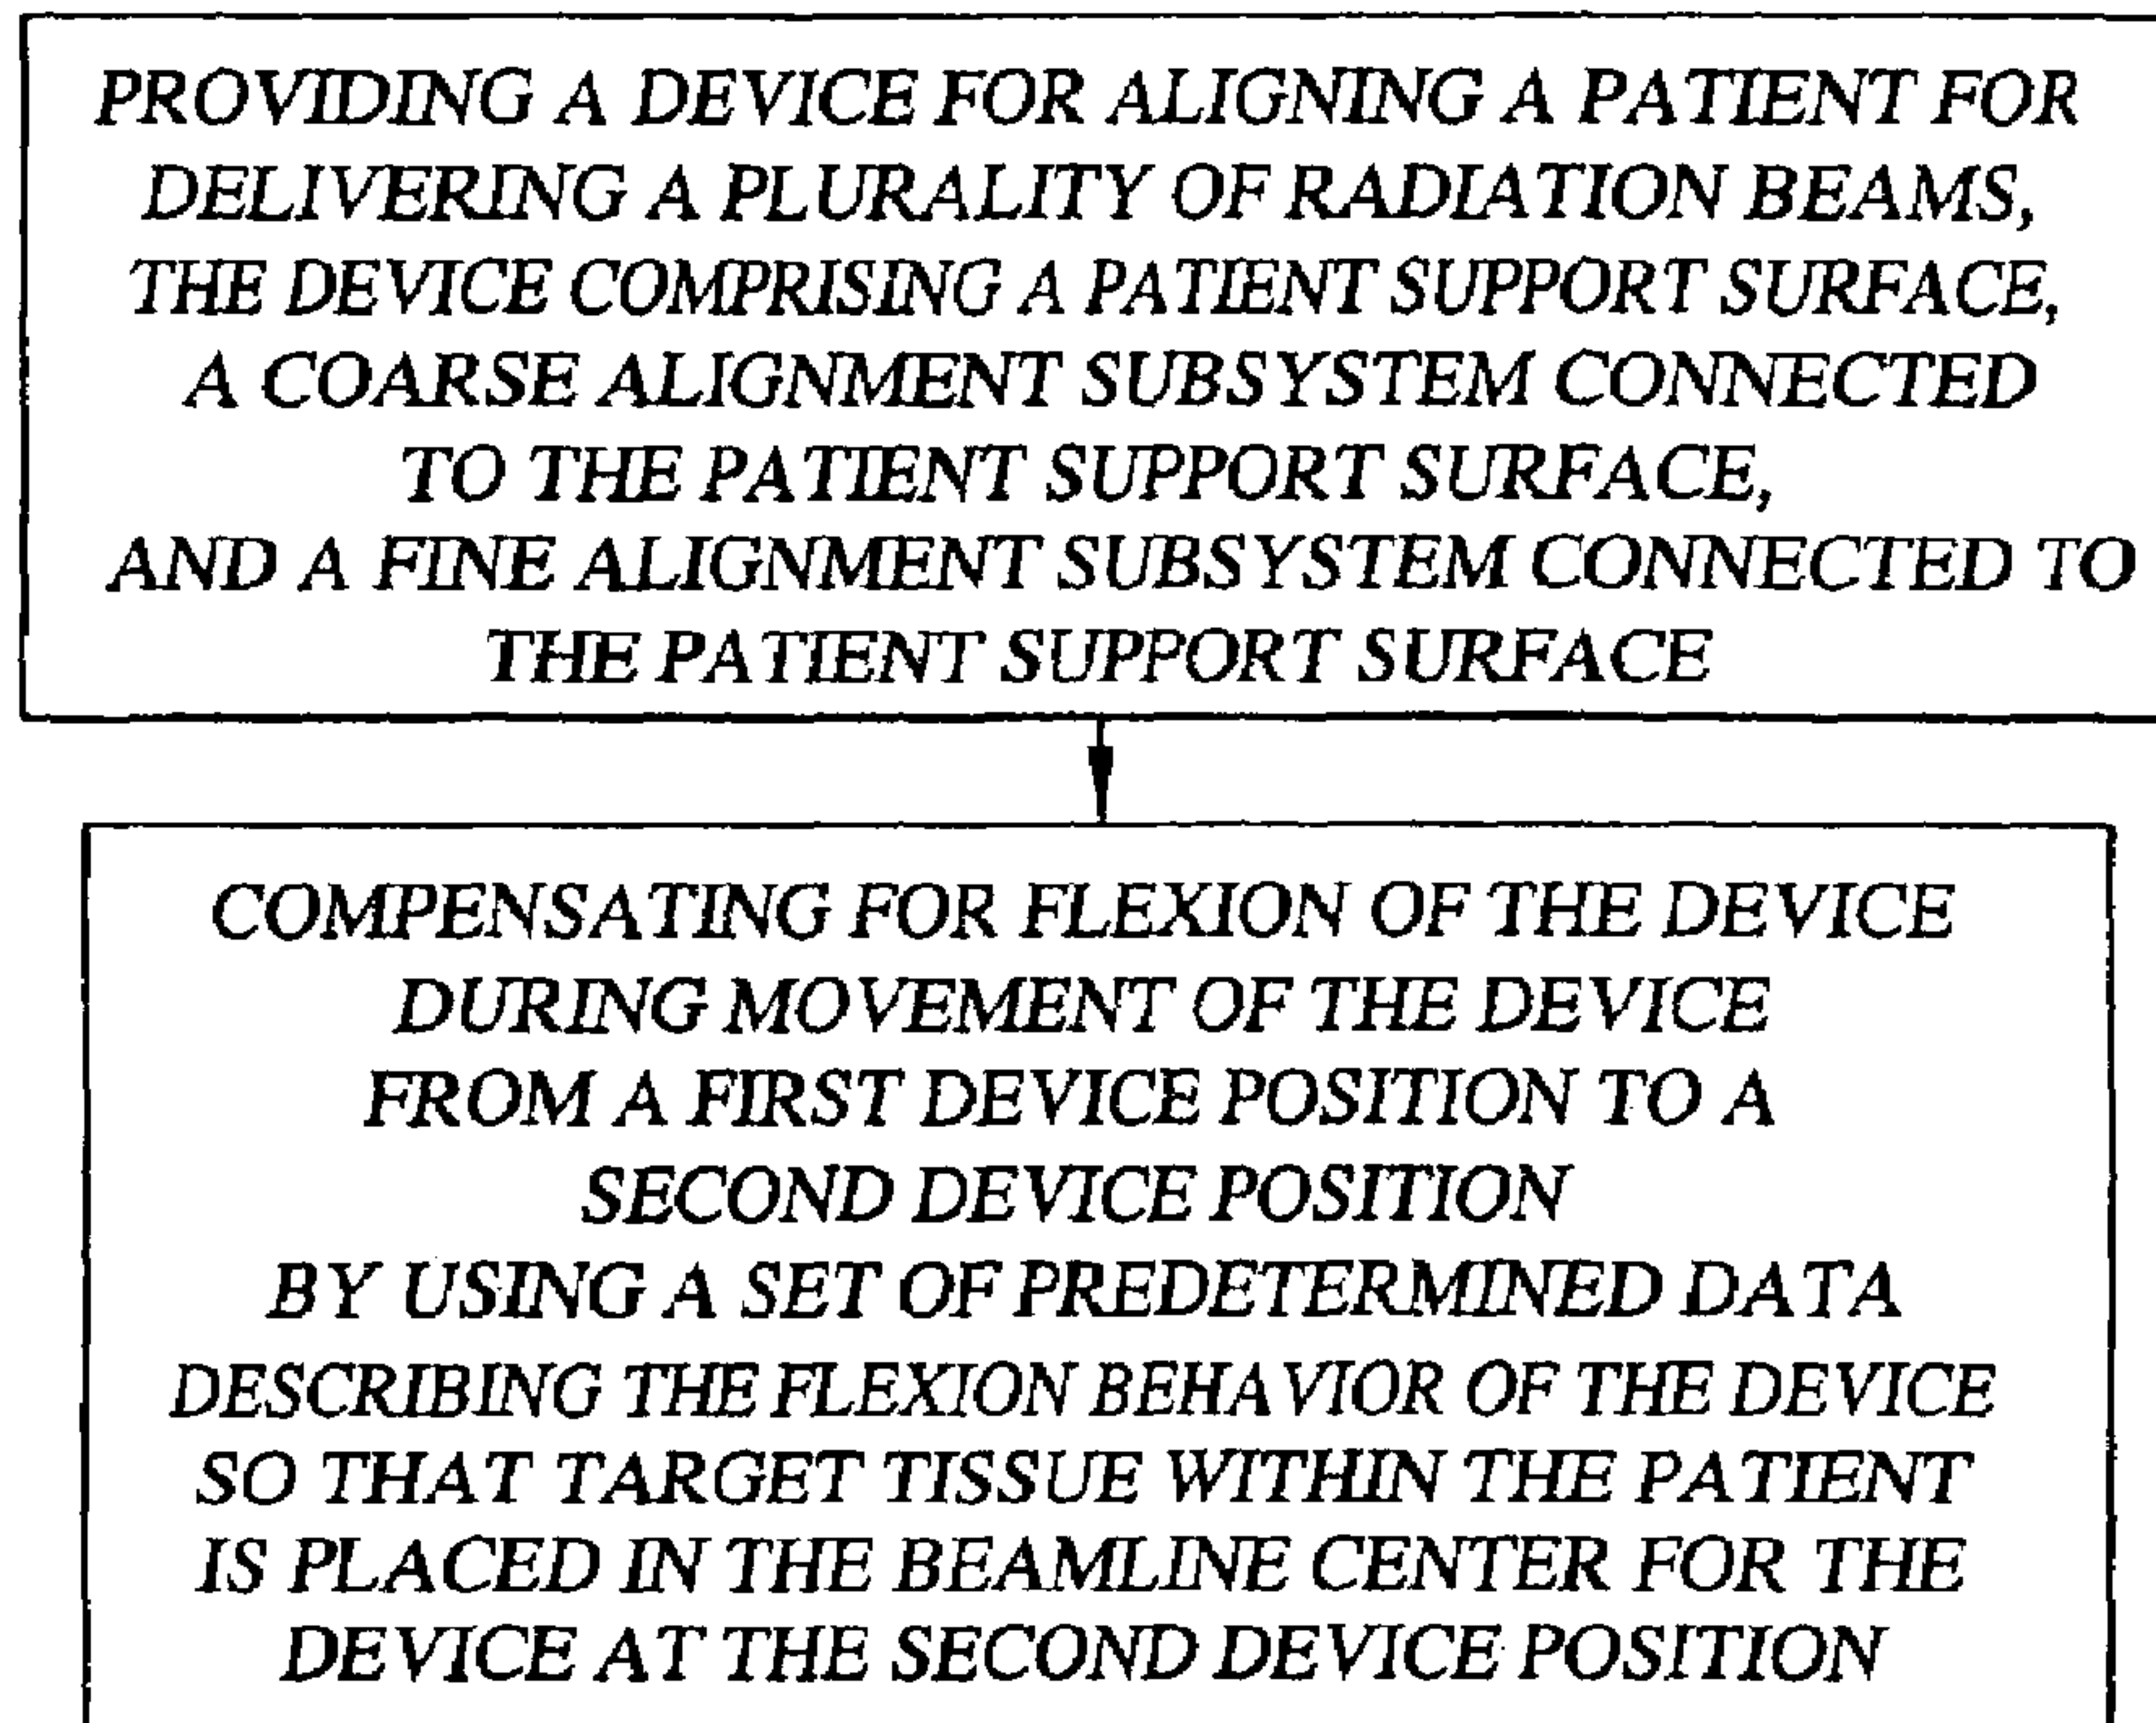 PROVIDING A DEVICE FOR ALIGNING A PATIENT FOR
DELIVERING A PLURALITY OF RADIATION BEAMS,
THE DEVICE COMPRISING A PATIENT SUPPORT SURFACE,
A COARSE ALIGNMENT SUBSYSTEM CONNECTED
TO THE PATIENT SUPPORT SURFACE,
AND A FINE ALIGNMENT SUBSYSTEM CONNECTED TO
THE PATIENT SUPPORT SURFACE
COMPENSATING FOR FLEXION OF THE DEVICE
DURING MOVEMENT OF THE DEVICE
FROM A FIRST DEVICE POSITION TO A
SECOND DEVICE POSITION
BY USING A SET OF PREDETERMINED DATA
DESCRIBING THE FLEXION BEHAVIOR OF THE DEVICE
SO THAT TARGET TISSUE WITHIN THE PATIENT
IS PLACED IN THE BEAMLINE CENTER FOR THE
DEVICE AT THE SECOND DEVICE POSITION